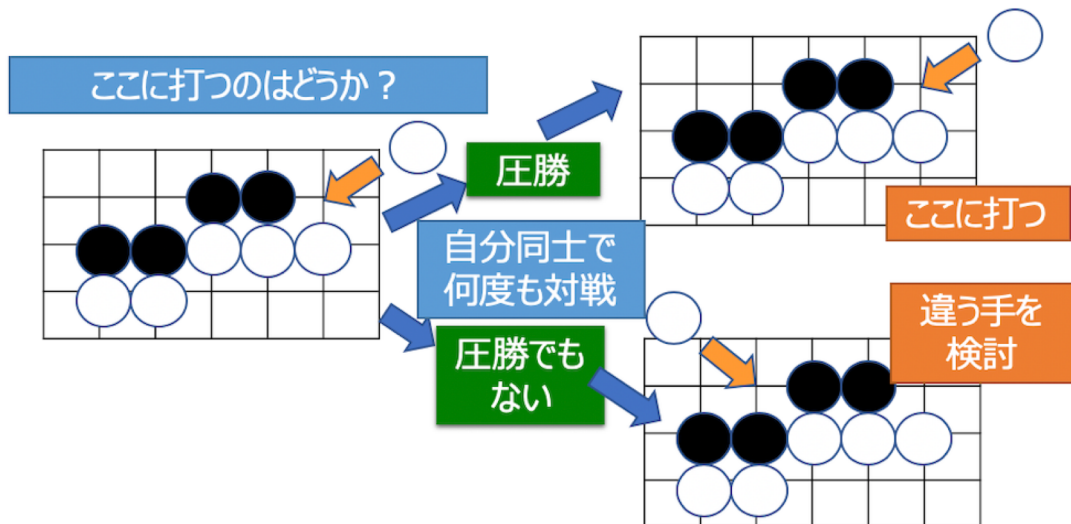 ここに打つのはどうか？
圧勝
ここに打つ
自分同士で
何度も対戦
違う手を
検討
圧勝でも
ない